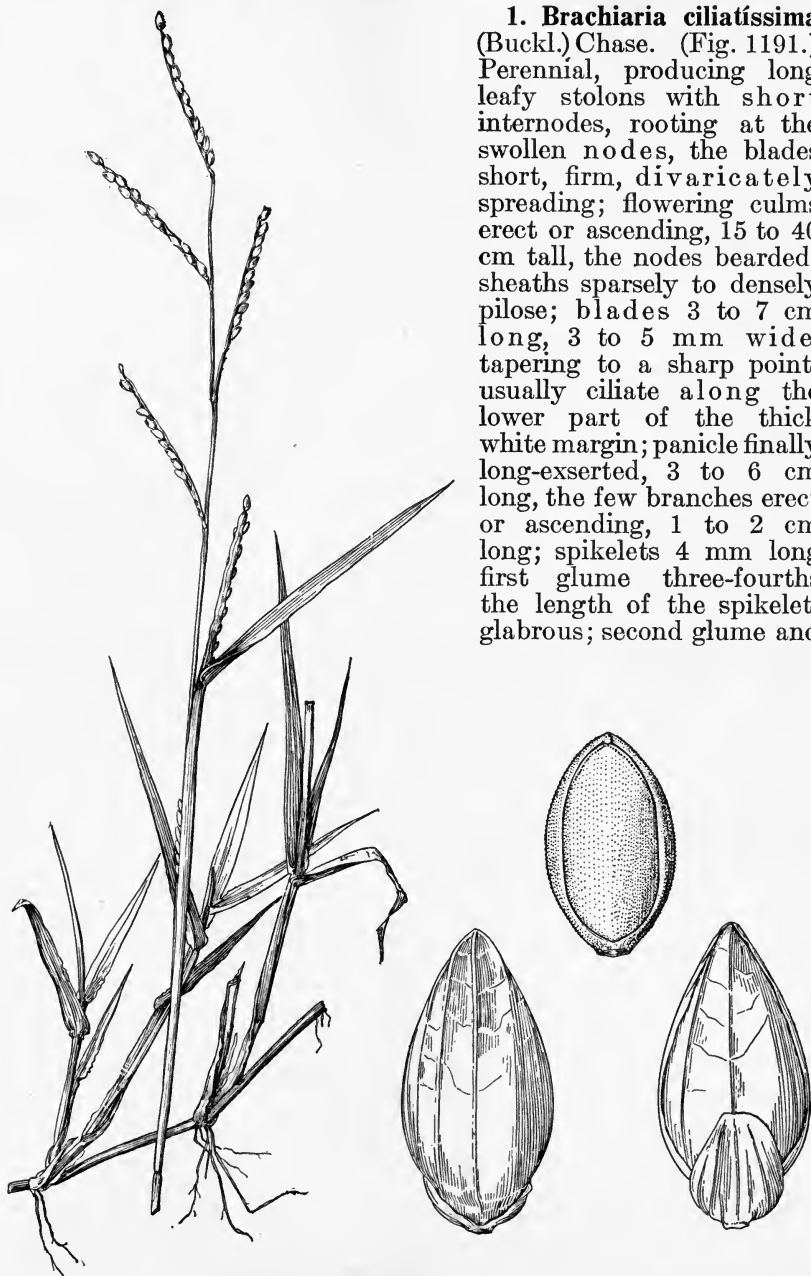 1. Brachiaria ciliatíssima
(Buckl.) Chase. (Fig. 1191.)
Perennial, producing long
leafy stolons with short
internodes, rooting at the
swollen nodes, the blades
short, firm, divaricately
spreading; flowering culms
erect or ascending, 15 to 40
cm tall, the nodes bearded
sheaths sparsely to densely
pilose; blades 3 to 7 cm
long, 3 to 5 mm wide
tapering to a sharp point
usually ciliate along the
lower part of the thick
white margin; panicle finally
long-exserted, 3 to 6 cm
long, the few branches erect
or ascending, 1 to 2 cm
long; spikelets 4 mm long
first glume three-fourths
the length of the spikelet
glabrous; second glume and